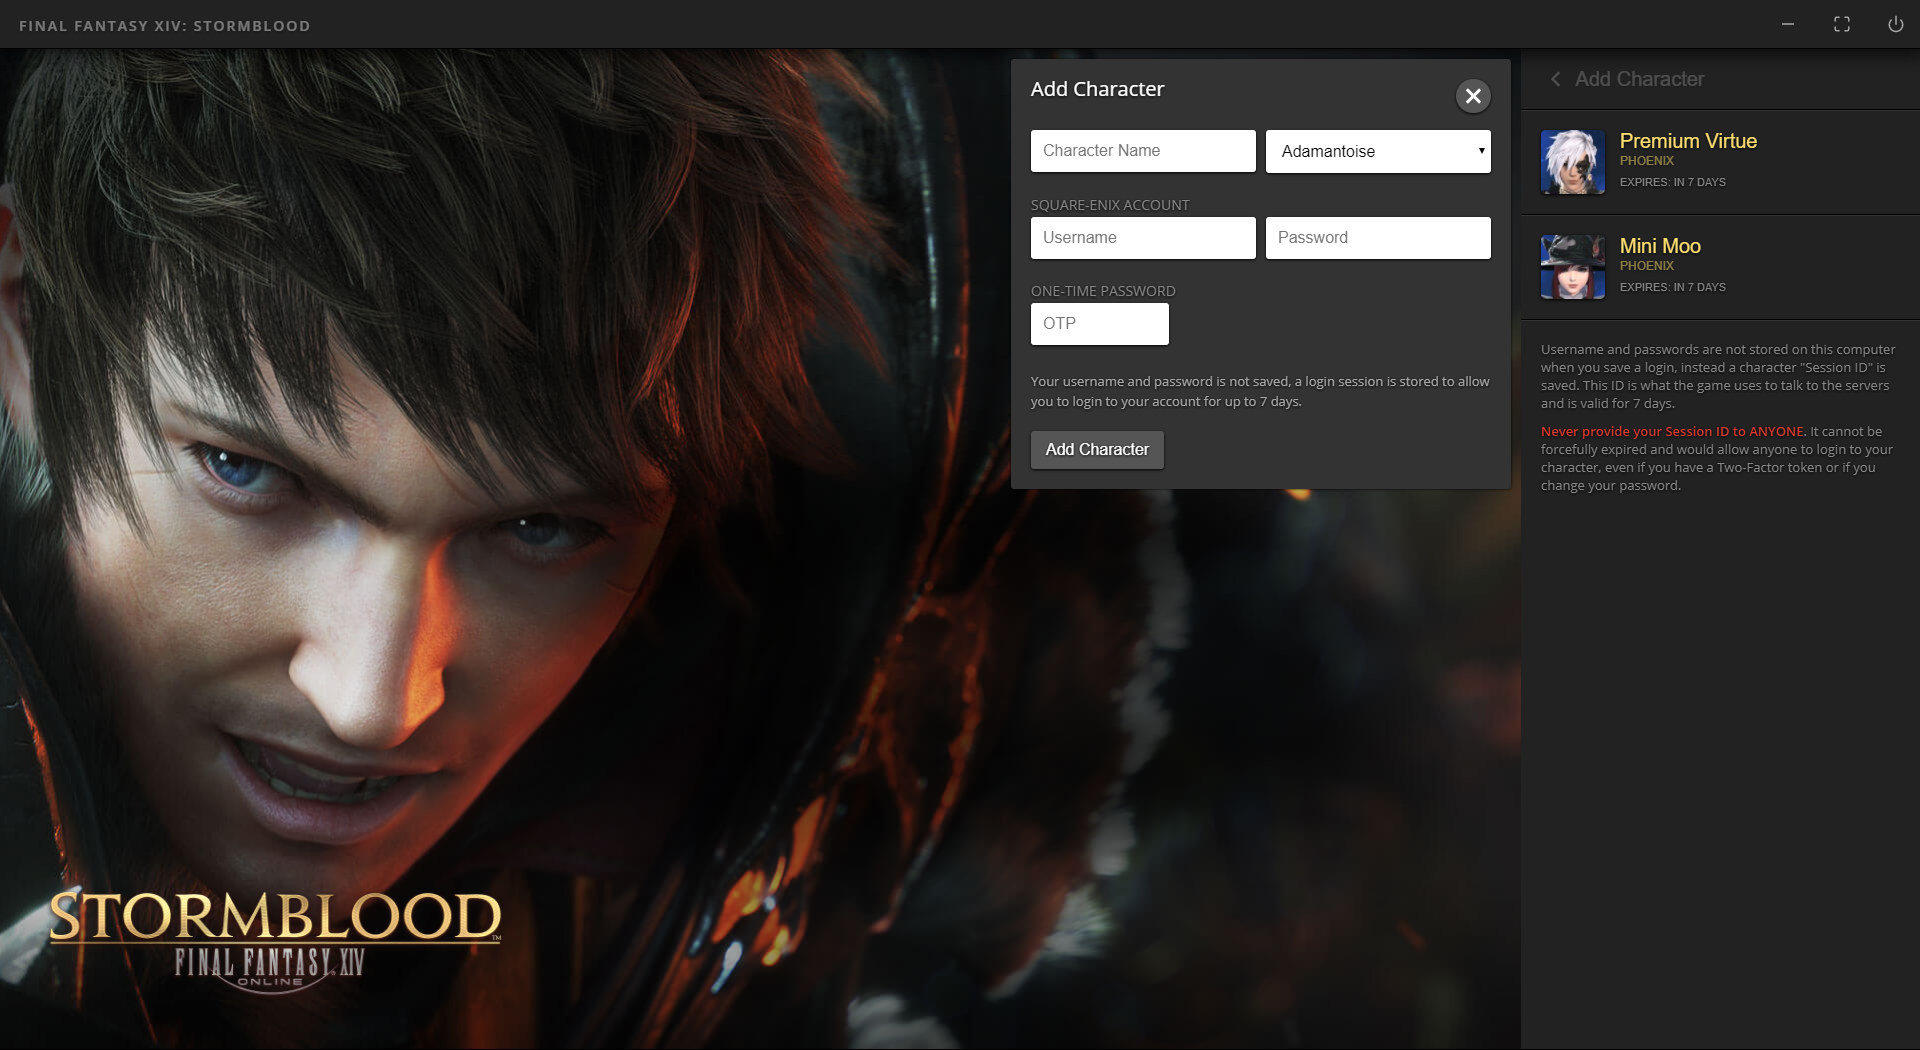 FINAL FANTASY XIV: STORMBLOOD
Add Character
Character Name
Adamantoise
SQUARE-ENIX ACCOUNT
Username
Password
ONE-TIME PASSWORD
OTP
Your username and password is not saved, a login session is stored to allow
you to login to your account for up to 7 days.
Add Character
Add Character
Premium Virtue
PHOENIX
EXPIRES: IN 7 DAYS
Mini Moo
PHOENIX
EXPIRES: IN 7 DAYS
Username and passwords are not stored on this computer
when you save a login, instead a character "Session ID" is
saved. This ID is what the game uses to talk to the servers
and is valid for 7 days.
Never provide your Session ID to ANYONE. It cannot be
forcefully expired and would allow anyone to login to your
character, even if you have a Two-Factor token or if you
change your password.
STORMBLOOD™
FINAL FANTASY XIV
ONLINE